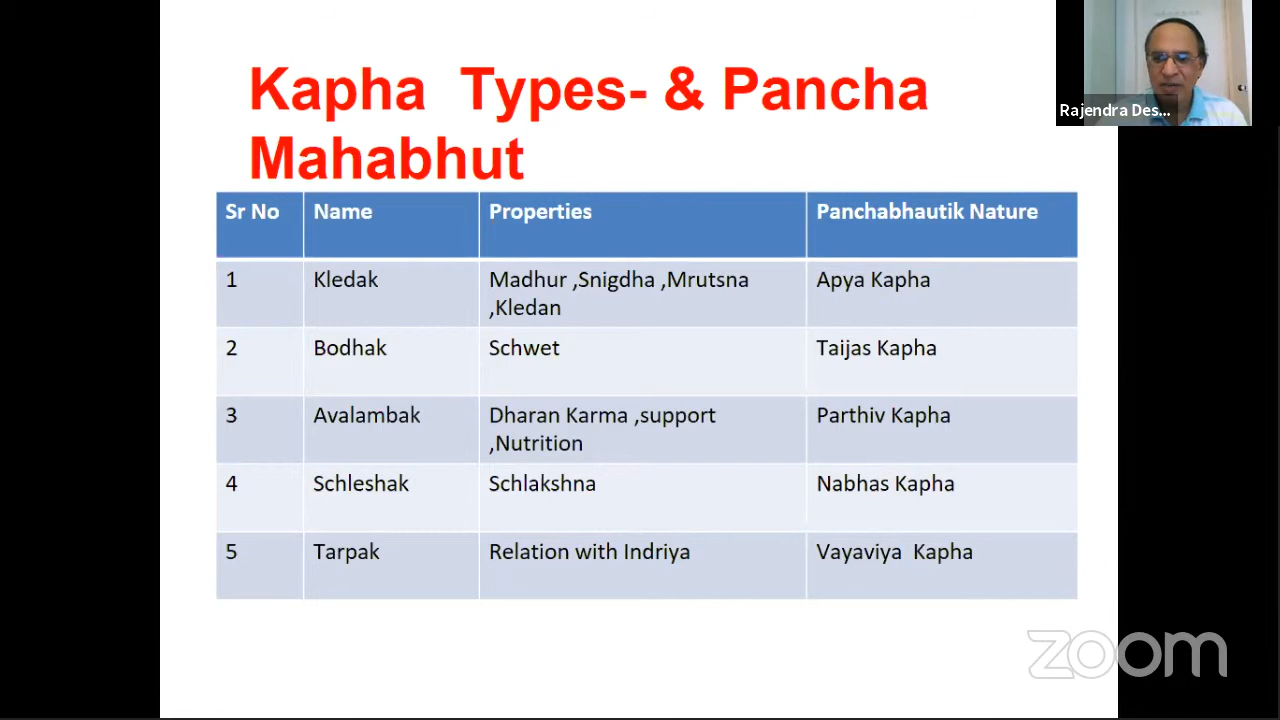 Kapha Types- & Pancha
Mahabhut
Rajendra Des...
Sr No Name Properties Panchabhautik Nature
1 Kledak Madhur ,Snigdha ,Mrutsna Apya Kapha
,Kledan
2 Bodhak Schwet Taijas Kapha
3 Avalambak Dharan Karma ,support Parthiv Kapha
,Nutrition
4 Schleshak Schlakshna Nabhas Kapha
5 Tarpak Relation with Indriya Vayaviya Kapha
zoom